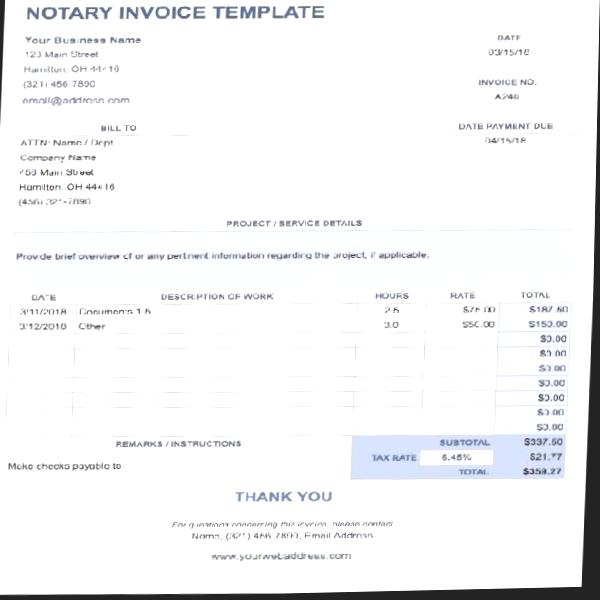 NOTARY INVOICE TEMPLATE
Your Business Name
123 Main Street
Hamilton, OH 44416
(321) 456-7890
email@address.com
DATE
03/15/18
INVOICE NO.
A246
DATE PAYMENT DUE
04/15/18
BILL TO
ATTN: Name / Dept
Company Name
456 Main Street
Hamilton, OH 44416
(456) 321-7890
PROJECT / SERVICE DETAILS
Provide brief overview of or any pertinent information regarding the project, if applicable.
DATE DESCRIPTION OF WORK HOURS RATE TOTAL
3/11/2018 Documents 1-5 2.5 $75.00 $187.50
3/12/2018 Other 3.0 $50.00 $150.00
$0.00
$0.00
$0.00
$0.00
$0.00
$0.00
$0.00
REMARKS / INSTRUCTIONS SUBTOTAL $337.50
Make checks payable to TAX RATE 6.45% $21.77
TOTAL $359.27
THANK YOU
For questions concerning this invoice, please contact
Name, (321) 456-7890, Email Address
www.yourwebaddress.com